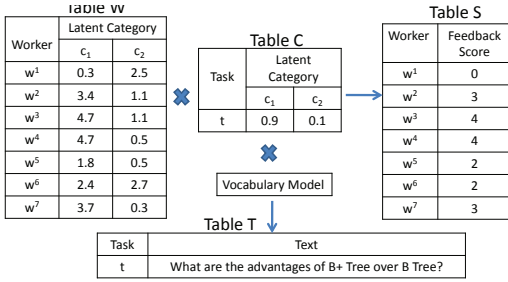 Table W
Worker Latent Category
c1 c2
w1 0.3 2.5
w2 3.4 1.1
w3 4.7 1.1
w4 4.7 0.5
w5 1.8 0.5
w6 2.4 2.7
w7 3.7 0.3
Table C
Task Latent
Category
c1 c2
t 0.9 0.1
Vocabulary Model
Table S
Worker Feedback
Score
w1 0
w2 3
w3 4
w4 4
w5 2
w6 2
w7 3
Table T
Task Text
t What are the advantages of B+ Tree over B Tree?